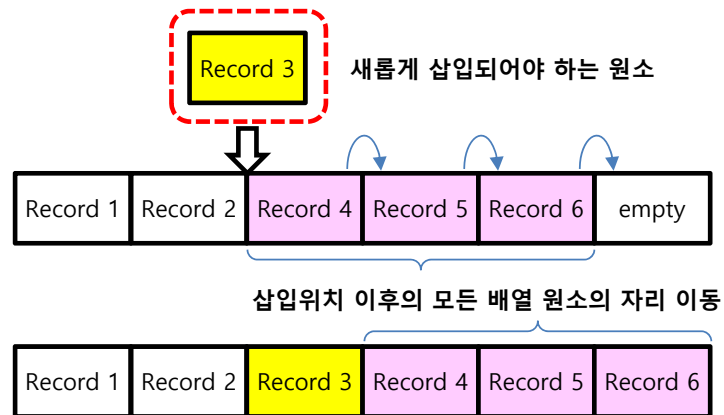 Record 3
새롭게 삽입되어야 하는 원소
Record 1 Record 2 Record 4 Record 5 Record 6 empty
삽입위치 이후의 모든 배열 원소의 자리 이동
Record 1 Record 2 Record 3 Record 4 Record 5 Record 6